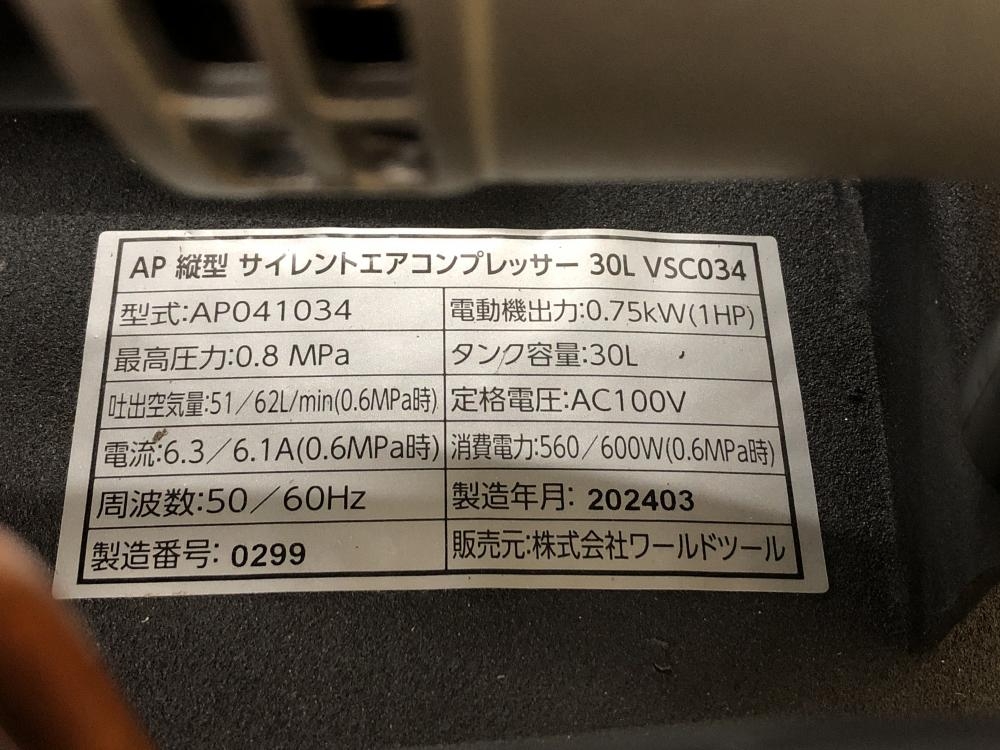 AP 縦型 サイレントエアコンプレッサー 30L VSC034
型式:AP041034 電動機出力:0.75kW(1HP)
最高圧力:0.8 MPa タンク容量:30L
吐出空気量:51/62L/min(0.6MPa時) 定格電圧:AC100V
電流:6.3/6.1A(0.6MPa時) 消費電力:560/600W(0.6MPa時)
周波数:50/60Hz 製造年月: 202403
製造番号: 0299 販売元:株式会社ワールドツール